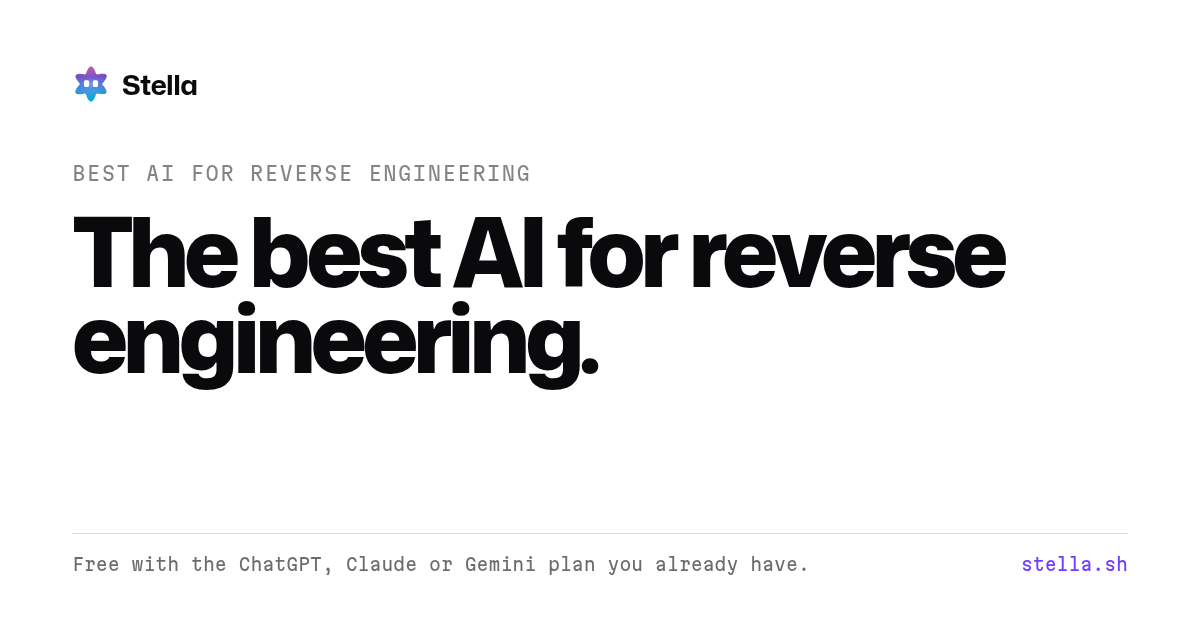 Stella
BEST AI FOR REVERSE ENGINEERING
The best AI for reverse
engineering.
Free with the ChatGPT, Claude or Gemini plan you already have.
stella.sh